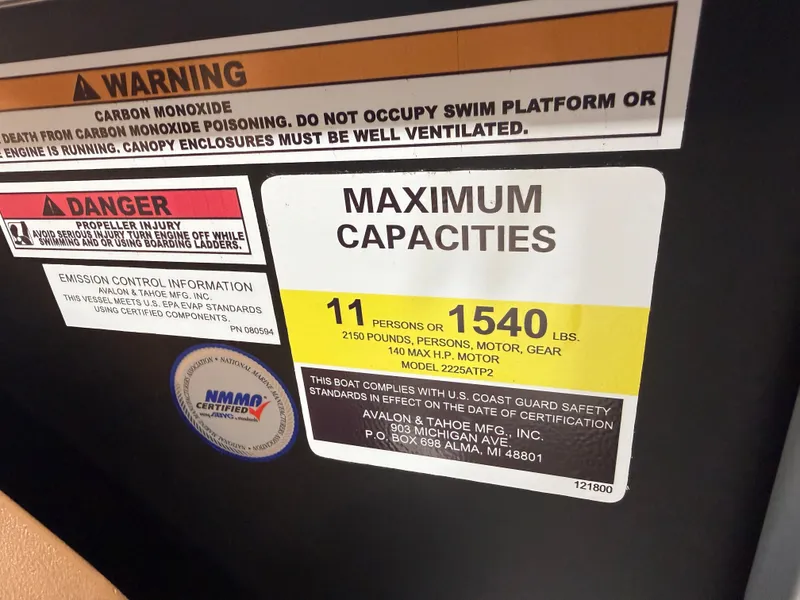 WARNING
CARBON MONOXIDE
DEATH FROM CARBON MONOXIDE POISONING. DO NOT OCCUPY SWIM PLATFORM OR
ENGINE IS RUNNING. CANOPY ENCLOSURES MUST BE WELL VENTILATED.
DANGER
PROPELLER INJURY
AVOID SERIOUS INJURY TURN ENGINE OFF WHILE
SWIMMING AND OR USING BOARDING LADDERS.
EMISSION CONTROL INFORMATION
AVALON & TAHOE MFG. INC.
THIS VESSEL MEETS U.S. EPA EVAP STANDARDS
USING CERTIFIED COMPONENTS.
PN 080594
NATIONAL MARINE MANUFACTURERS ASSOCIATION
NMMA
CERTIFIED
MAXIMUM
CAPACITIES
11 PERSONS OR 1540 LBS.
2150 POUNDS, PERSONS, MOTOR, GEAR
140 MAX H.P. MOTOR
MODEL 2225ATP2
THIS BOAT COMPLIES WITH U.S. COAST GUARD SAFETY
STANDARDS IN EFFECT ON THE DATE OF CERTIFICATION
AVALON & TAHOE MFG., INC.
903 MICHIGAN AVE.
P.O. BOX 698 ALMA, MI 48801
121800